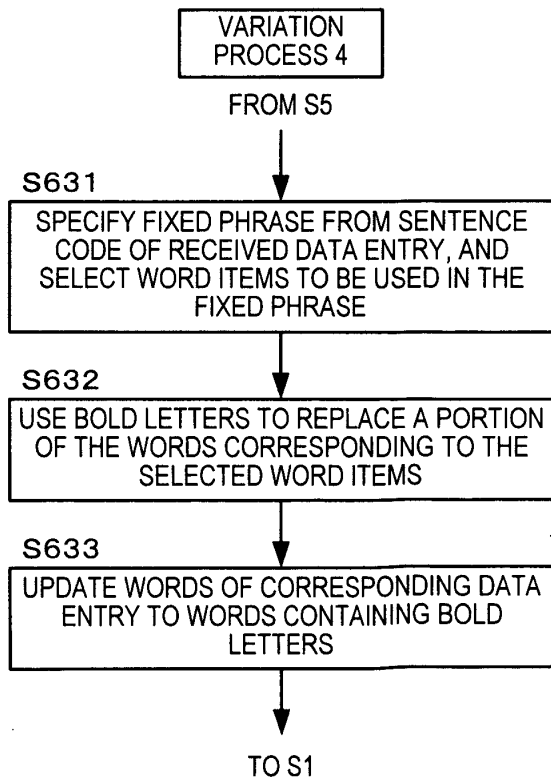 VARIATION
PROCESS 4
FROM S5
S631
SPECIFY FIXED PHRASE FROM SENTENCE
CODE OF RECEIVED DATA ENTRY, AND
SELECT WORD ITEMS TO BE USED IN THE
FIXED PHRASE
S632
USE BOLD LETTERS TO REPLACE A PORTION
OF THE WORDS CORRESPONDING TO THE
SELECTED WORD ITEMS
S633
UPDATE WORDS OF CORRESPONDING DATA
ENTRY TO WORDS CONTAINING BOLD
LETTERS
TO S1